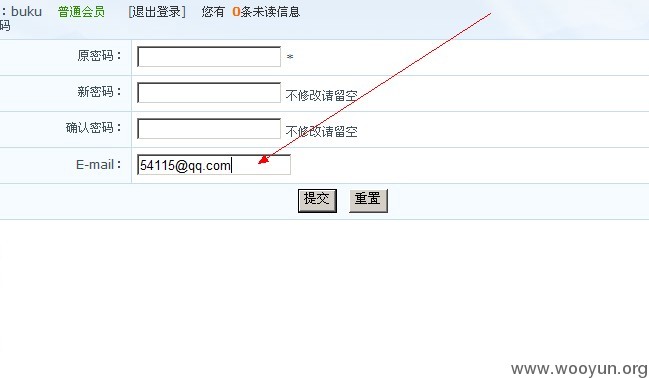 ：buku 普通会员 [退出登录] 您有 0条未读信息
码
原密码： *
新密码： 不修改请留空
确认密码： 不修改请留空
E-mail： 54115@qq.com
提交 重置
www.wooyun.org